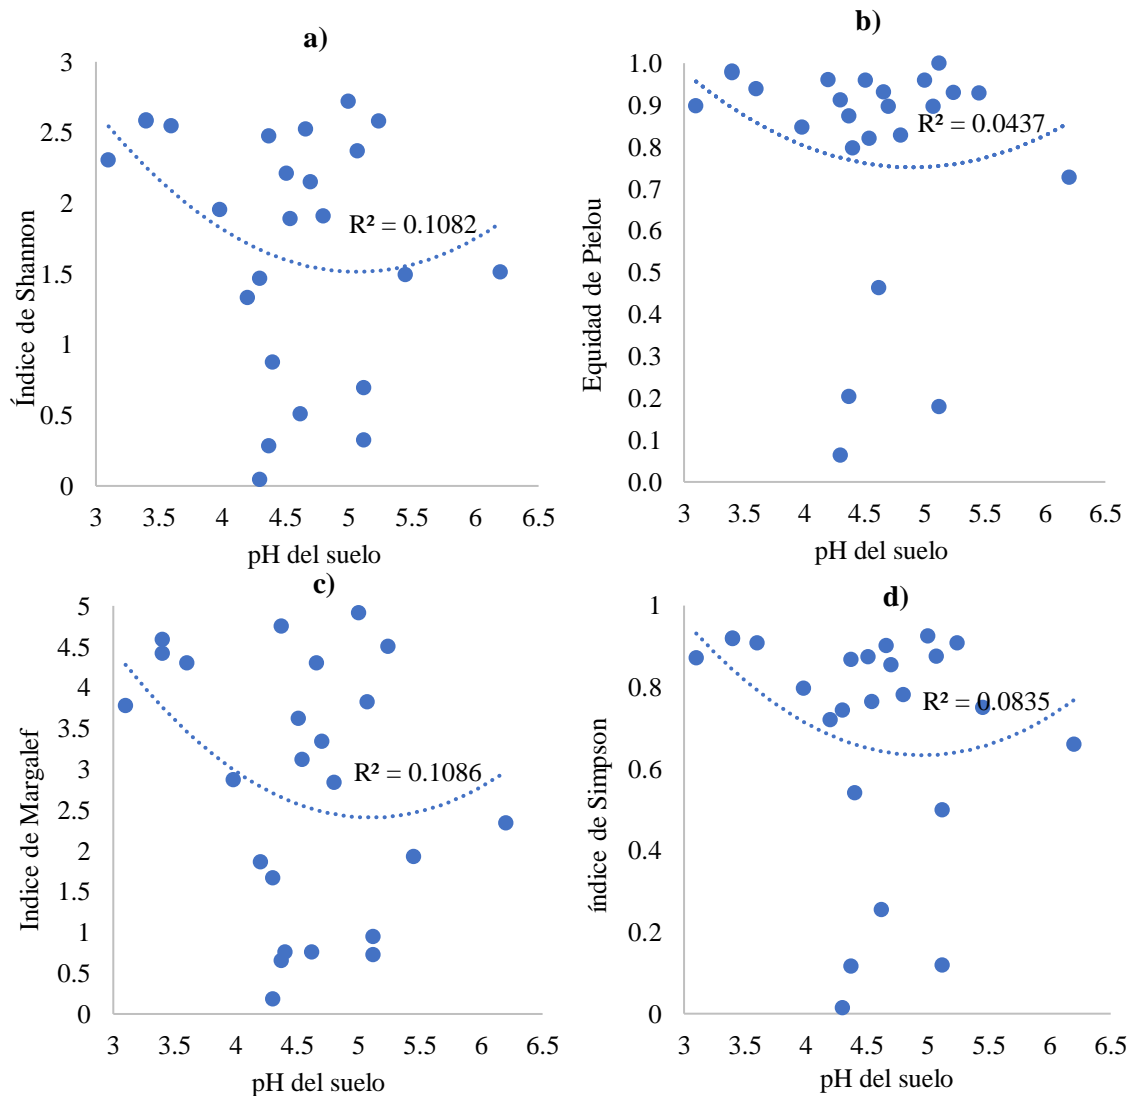 a)
3
2.5
2
1.5
1
0.5
0
Índice de Shannon
R² = 0.1082
3 3.5 4 4.5 5 5.5 6 6.5
pH del suelo
b)
1.0
0.9
0.8
0.7
0.6
0.5
0.4
0.3
0.2
0.1
0.0
Equidad de Pielou
R² = 0.0437
3 3.5 4 4.5 5 5.5 6 6.5
pH del suelo
c)
5
4.5
4
3.5
3
2.5
2
1.5
1
0.5
0
Indice de Margalef
R² = 0.1086
3 3.5 4 4.5 5 5.5 6 6.5
pH del suelo
d)
1
0.8
0.6
0.4
0.2
0
índice de Simpson
R² = 0.0835
3 3.5 4 4.5 5 5.5 6 6.5
pH del suelo